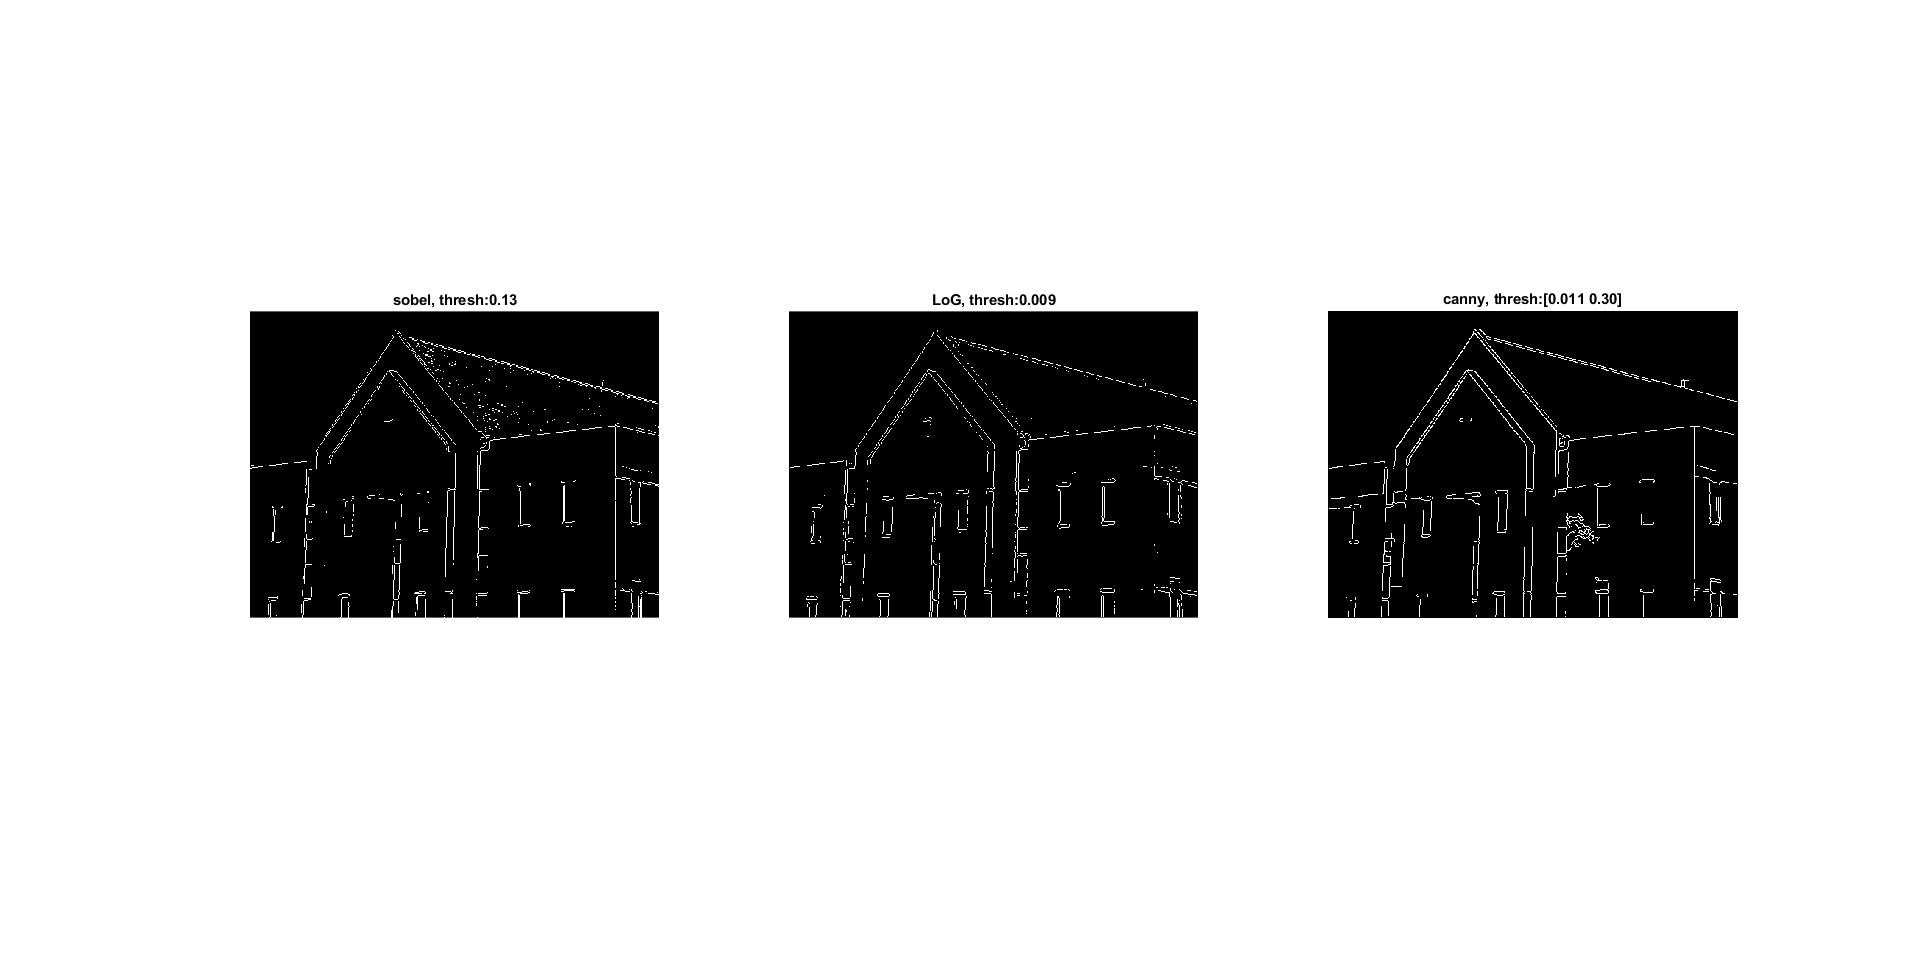 sobel, thresh:0.13
LoG, thresh:0.009
canny, thresh:[0.011 0.30]